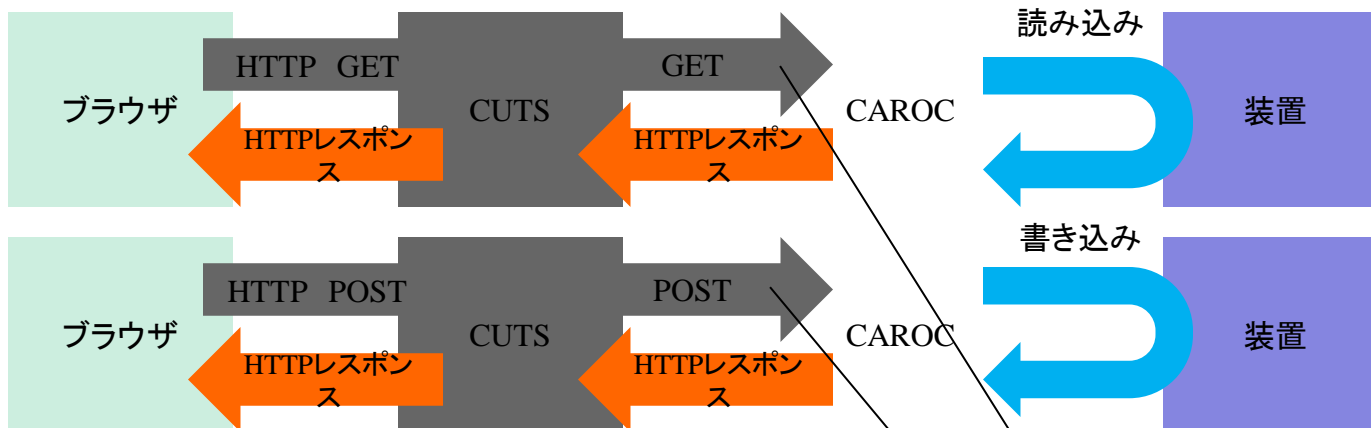 読み込み
HTTP GET
GET
ブラウザ
CUTS
CAROC
装置
HTTPレスポン
ス
HTTPレスポン
ス
書き込み
HTTP POST
POST
ブラウザ
CUTS
CAROC
装置
HTTPレスポン
ス
HTTPレスポン
ス